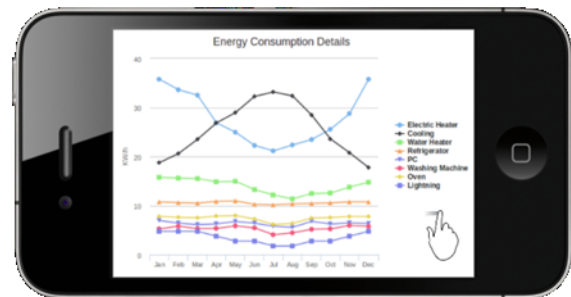 Energy Consumption Details
40
30
20
10
0
KW/h
Jan Feb Mar Apr May Jun Jul Aug Sep Oct Nov Dec
Electric Heater
Cooling
Water Heater
Refrigerator
PC
Washing Machine
Oven
Lightning